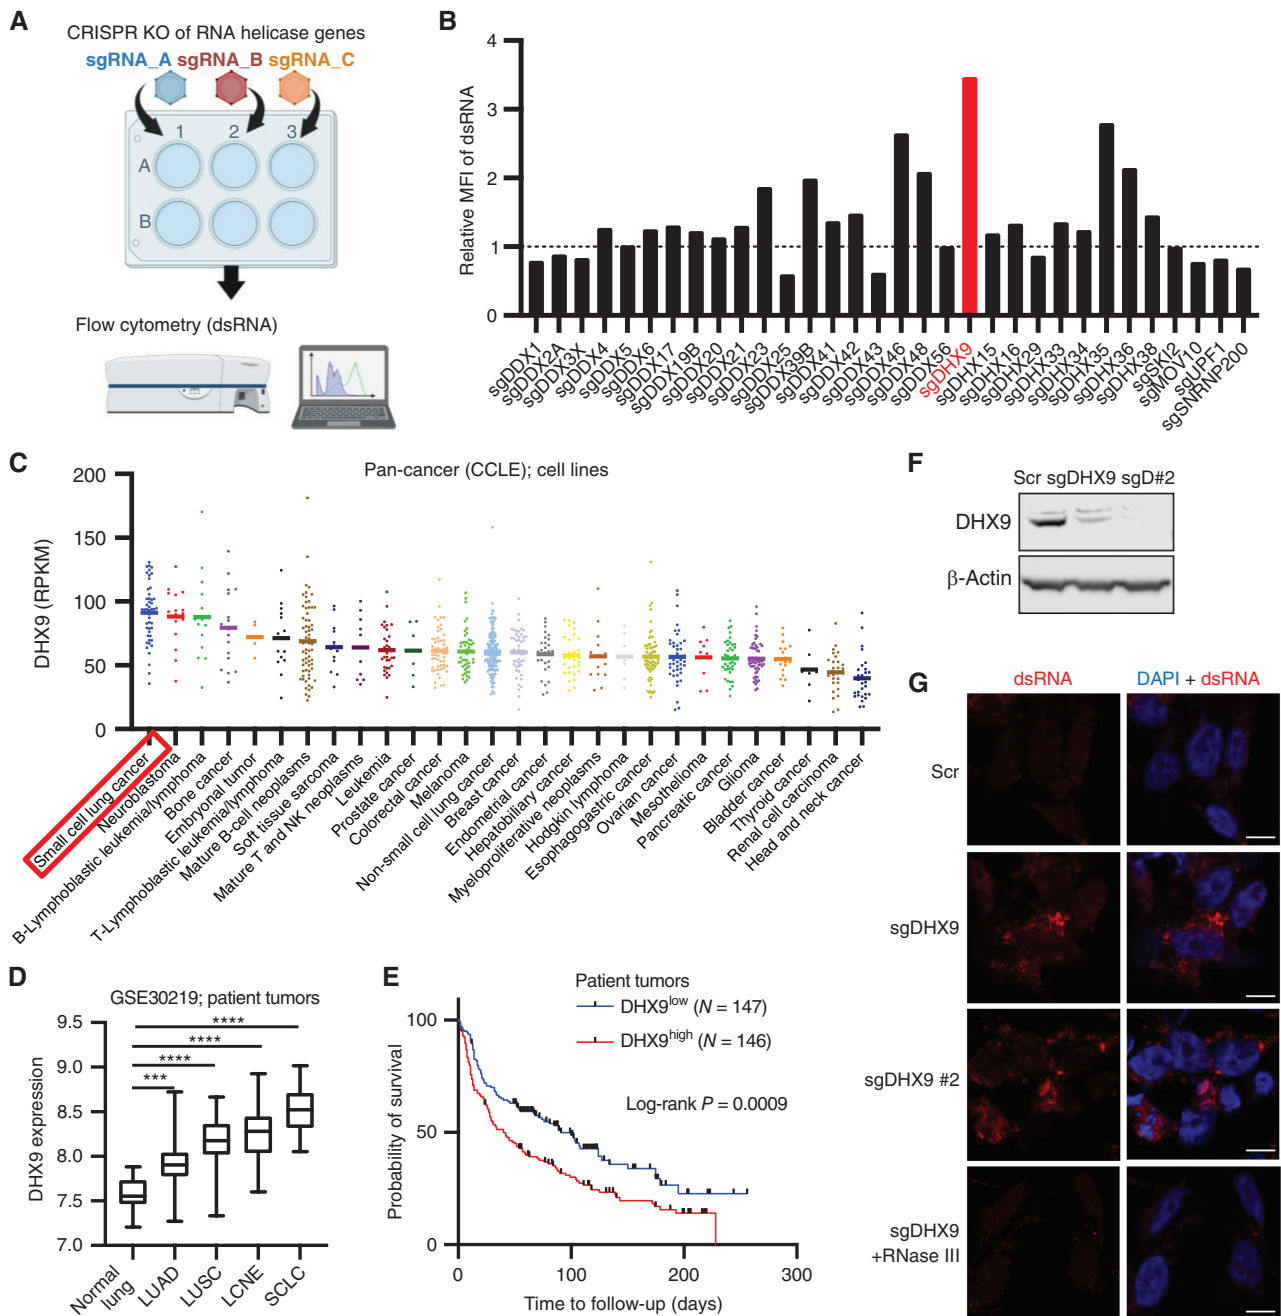 A
CRISPR KO of RNA helicase genes
sgRNA_A sgRNA_B sgRNA_C
1 2 3
A
B
Flow cytometry (dsRNA)
B
Relative MFI of dsRNA
4
3
2
1
0
sgDDX1
sgDDX2A
sgDDX3X
sgDDX4
sgDDX5
sgDDX6
sgDDX17
sgDDX19B
sgDDX20
sgDDX21
sgDDX23
sgDDX25
sgDDX39B
sgDDX41
sgDDX42
sgDDX43
sgDDX46
sgDDX48
sgDDX56
sgDHX9
sgDHX15
sgDHX16
sgDHX29
sgDHX33
sgDHX34
sgDHX35
sgDHX36
sgDHX38
sgSKI2
sgMOV10
sgUPF1
sgSNRNP200
C
Pan-cancer (CCLE); cell lines
DHX9 (RPKM)
200
150
100
50
0
Small cell lung cancer
Neuroblastoma
B-Lymphoblastic leukemia/lymphoma
Bone cancer
Embryonal tumor
T-Lymphoblastic leukemia/lymphoma
Mature B-cell neoplasms
Soft tissue sarcoma
Mature T and NK neoplasms
Leukemia
Prostate cancer
Colorectal cancer
Melanoma
Non-small cell lung cancer
Breast cancer
Endometrial cancer
Hepatobiliary cancer
Myeloproliferative neoplasms
Hodgkin lymphoma
Esophagogastric cancer
Ovarian cancer
Mesothelioma
Pancreatic cancer
Glioma
Bladder cancer
Thyroid cancer
Renal cell carcinoma
Head and neck cancer
D
GSE30219; patient tumors
DHX9 expression
9.5
9.0
8.5
8.0
7.5
7.0
****
****
****
***
Normal
lung
LUAD
LUSC
LCNE
SCLC
E
Patient tumors
DHX9low (N = 147)
DHX9high (N = 146)
Log-rank P = 0.0009
Probability of survival
100
50
0
0 100 200 300
Time to follow-up (days)
F
Scr sgDHX9 sgD#2
DHX9
β-Actin
G
dsRNA DAPI + dsRNA
Scr
sgDHX9
sgDHX9 #2
sgDHX9
+RNase III